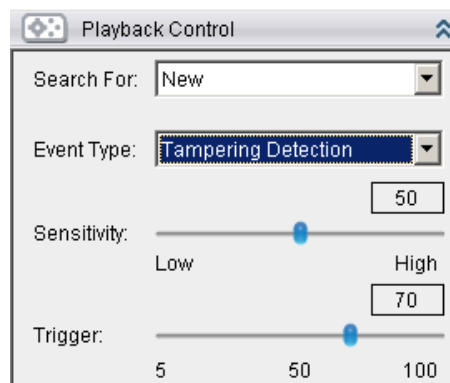 Playback Control
Search For: New
Event Type: Tampering Detection
50
Sensitivity:
Low High
70
Trigger:
5 50 100